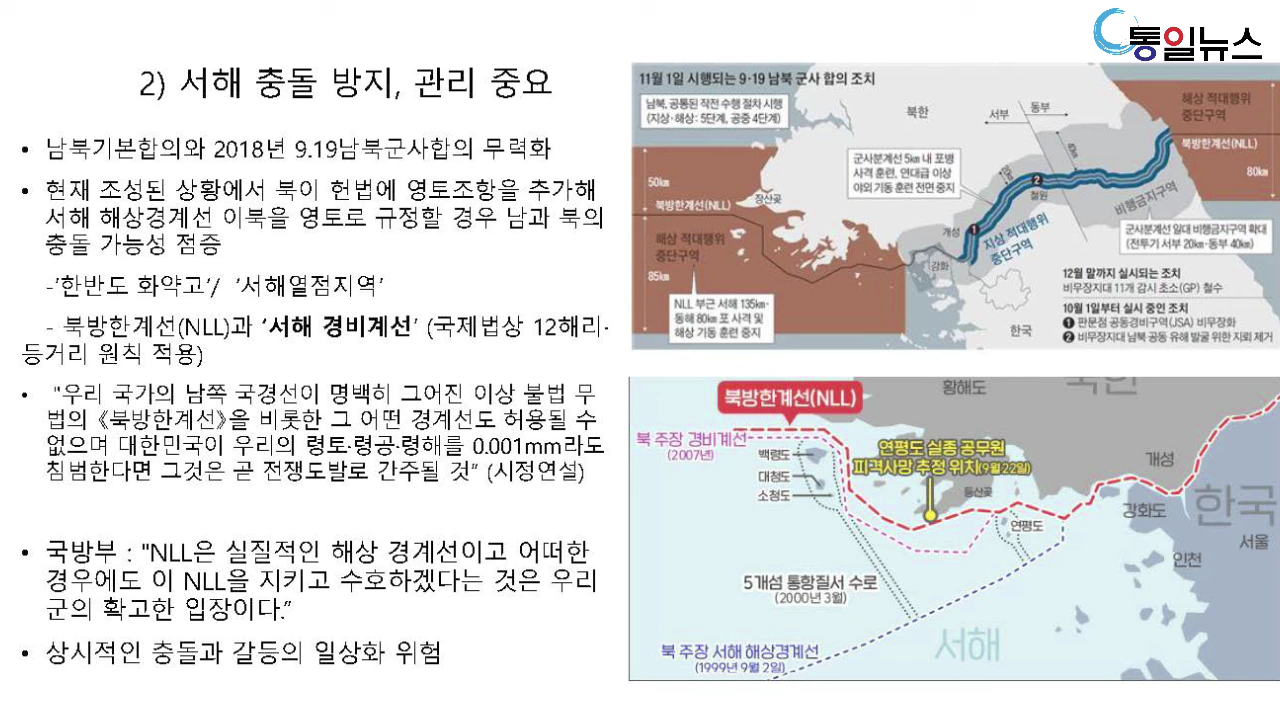 통일뉴스
2) 서해 충돌 방지, 관리 중요
• 남북기본합의와 2018년 9.19남북군사합의 무력화
• 현재 조성된 상황에서 북이 헌법에 영토조항을 추가해
서해 해상경계선 이북을 영토로 규정할 경우 남과 북의
충돌 가능성 점증
-'한반도 화약고'/ '서해열점지역'
- 북방한계선(NLL)과 '서해 경비계선' (국제법상 12해리·
등거리 원칙 적용)
• "우리 국가의 남쪽 국경선이 명백히 그어진 이상 불법 무
법의 《북방한계선》을 비롯한 그 어떤 경계선도 허용될 수
없으며 대한민국이 우리의 령토·령공·령해를 0.001mm라도
침범한다면 그것은 곧 전쟁도발로 간주될 것" (시정연설)
• 국방부 : "NLL은 실질적인 해상 경계선이고 어떠한
경우에도 이 NLL을 지키고 수호하겠다는 것은 우리
군의 확고한 입장이다."
• 상시적인 충돌과 갈등의 일상화 위험
11월 1일 시행되는 9·19 남북 군사 합의 조치
남북, 공통된 작전 수행 절차 시행
(지상·해상: 5단계, 공중 4단계)
북한
서부
동부
해상 적대행위
중단구역
북방한계선(NLL)
80km
군사분계선 5km 내 포병
사격 훈련, 연대급 이상
야외 기동 훈련 전면 중지
40km
20km
50km
북방한계선(NLL)
장산곶
2
철원
비행금지구역
해상 적대행위
중단구역
85km
개성
1
지상 적대행위
중단구역
강화
군사분계선 일대 비행금지구역 확대
(전투기 서부 20km·동부 40km)
NLL 부근 서해 135km·
동해 80km 포 사격 및
해상 기동 훈련 중지
한국
12월 말까지 실시되는 조치
비무장지대 11개 감시 초소(GP) 철수
10월 1일부터 실시 중인 조치
❶ 판문점 공동경비구역(JSA) 비무장화
❷ 비무장지대 남북 공동 유해 발굴을 위한 지뢰 제거
황해도
북한
북방한계선(NLL)
북 주장 경비계선
(2007년)
백령도
대청도
소청도
연평도 실종 공무원
피격사망 추정 위치(9월 22일)
등산곶
연평도
개성
강화도
한국
서울
인천
5개섬 통항질서 수로
(2000년 3월)
서해
북 주장 서해 해상경계선
(1999년 9월 2일)